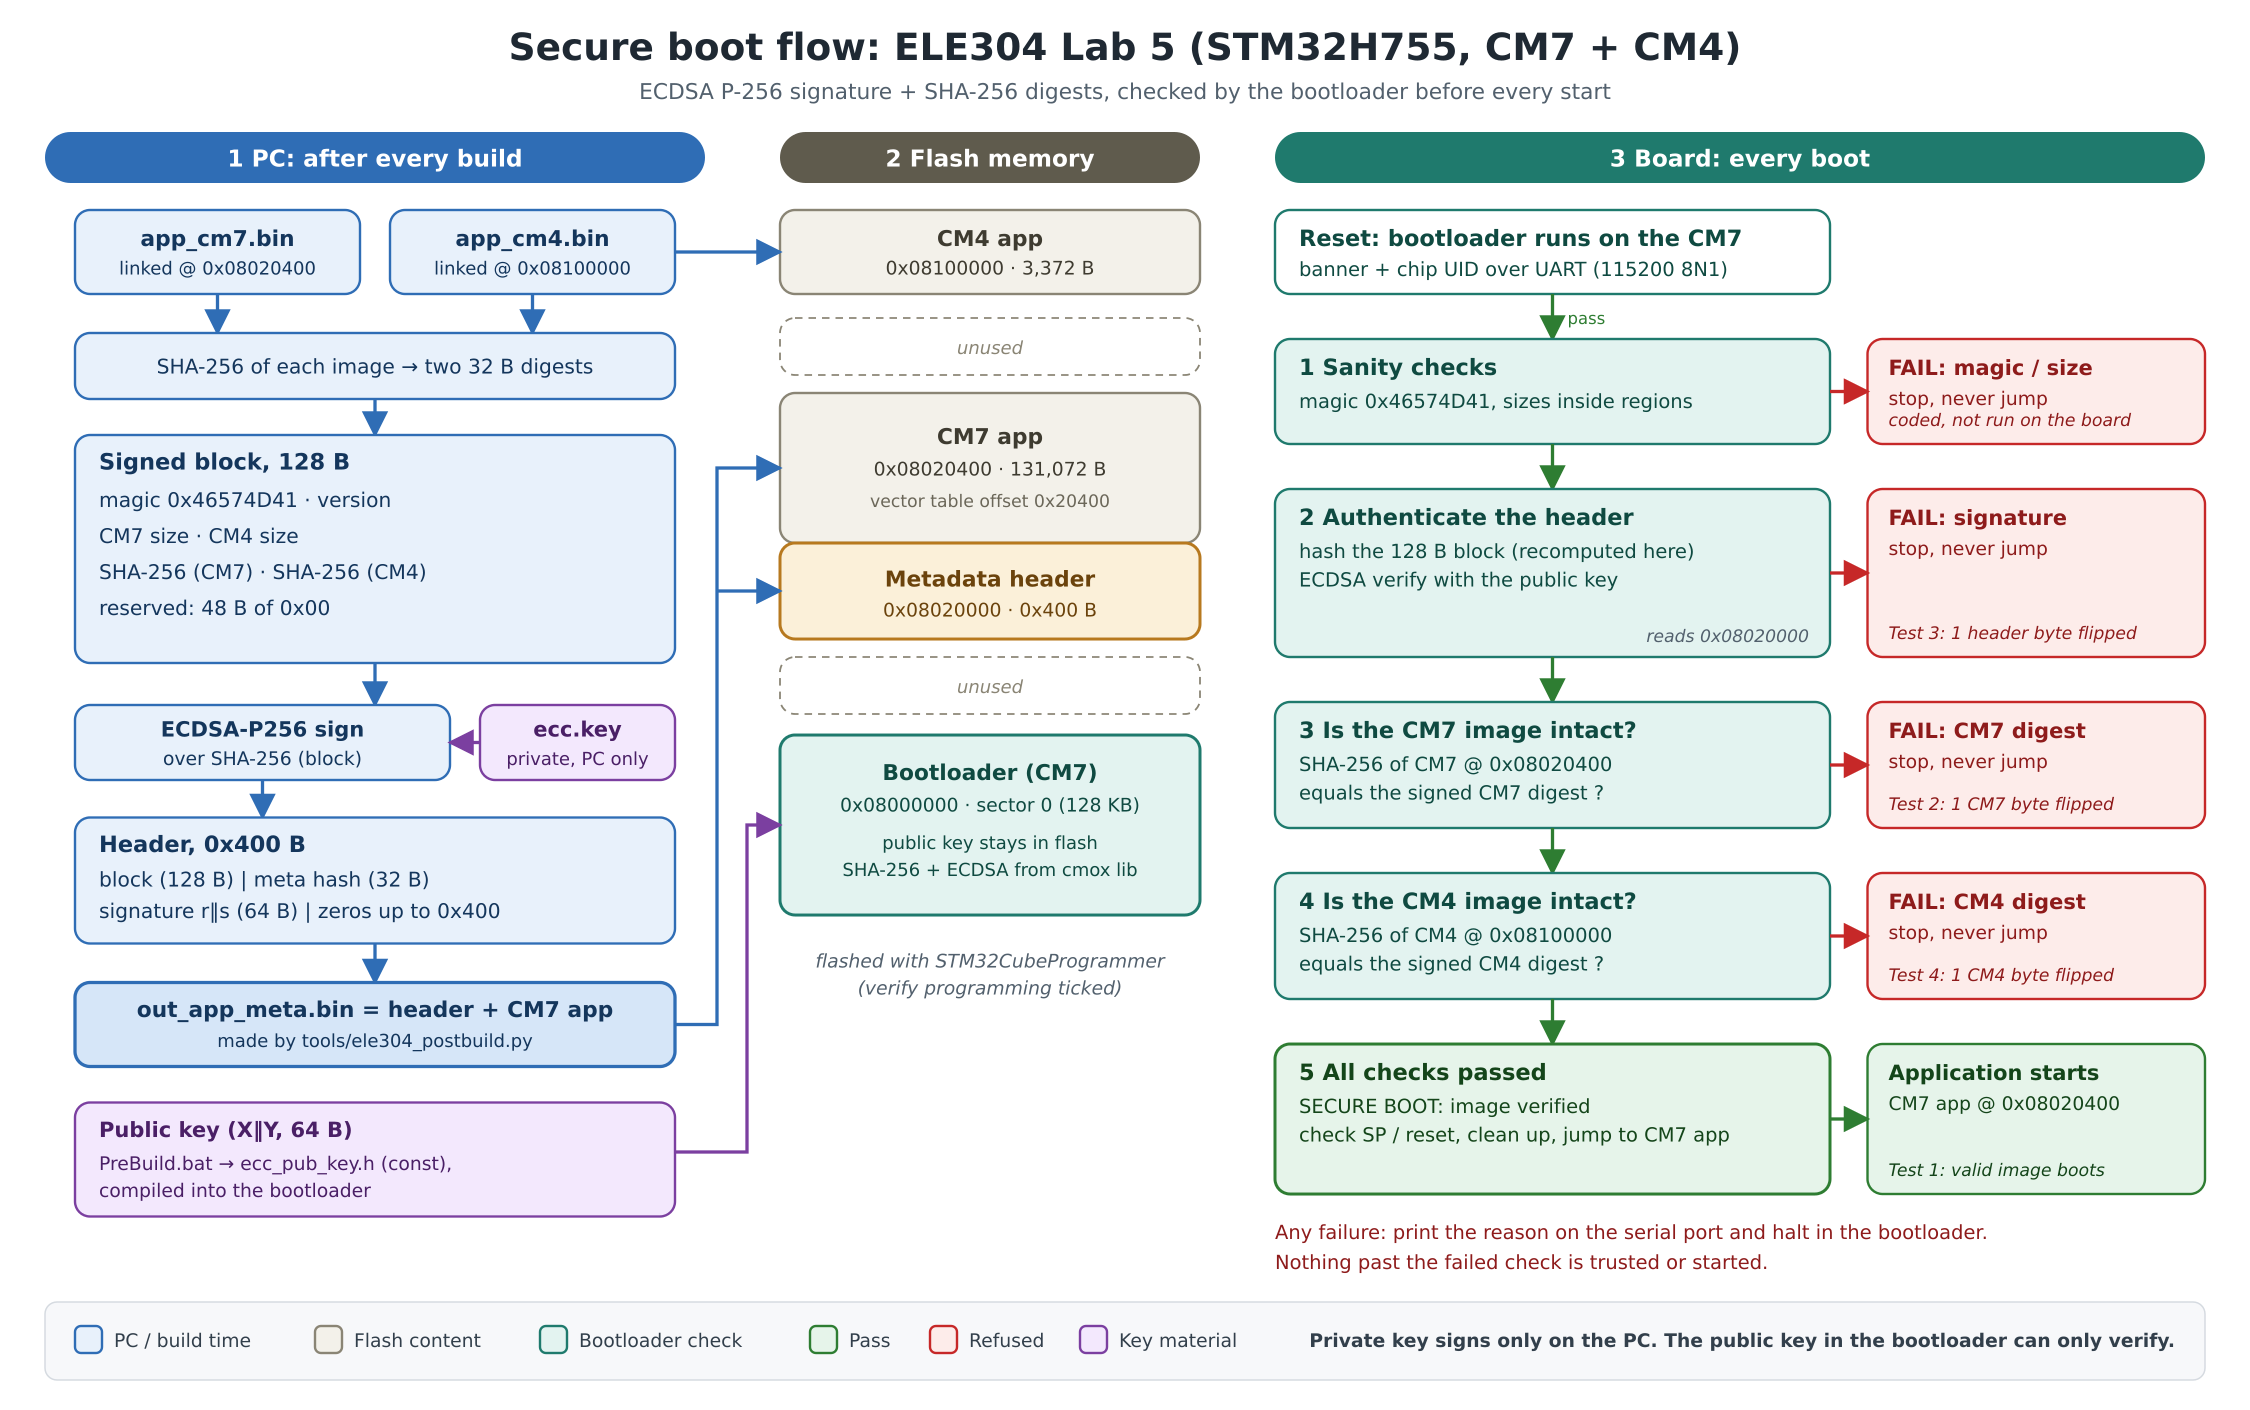 Secure boot flow: ELE304 Lab 5 (STM32H755, CM7 + CM4)
ECDSA P-256 signature + SHA-256 digests, checked by the bootloader before every start
1 PC: after every build
app_cm7.bin
linked @ 0x08020400
app_cm4.bin
linked @ 0x08100000
SHA-256 of each image → two 32 B digests
Signed block, 128 B
magic 0x46574D41 · version
CM7 size · CM4 size
SHA-256 (CM7) · SHA-256 (CM4)
reserved: 48 B of 0x00
ECDSA-P256 sign
over SHA-256 (block)
ecc.key
private, PC only
Header, 0x400 B
block (128 B) | meta hash (32 B)
signature r‖s (64 B) | zeros up to 0x400
out_app_meta.bin = header + CM7 app
made by tools/ele304_postbuild.py
Public key (X‖Y, 64 B)
PreBuild.bat → ecc_pub_key.h (const),
compiled into the bootloader
2 Flash memory
CM4 app
0x08100000 · 3,372 B
unused
CM7 app
0x08020400 · 131,072 B
vector table offset 0x20400
Metadata header
0x08020000 · 0x400 B
unused
Bootloader (CM7)
0x08000000 · sector 0 (128 KB)
public key stays in flash
SHA-256 + ECDSA from cmox lib
flashed with STM32CubeProgrammer
(verify programming ticked)
3 Board: every boot
Reset: bootloader runs on the CM7
banner + chip UID over UART (115200 8N1)
pass
1 Sanity checks
magic 0x46574D41, sizes inside regions
FAIL: magic / size
stop, never jump
coded, not run on the board
2 Authenticate the header
hash the 128 B block (recomputed here)
ECDSA verify with the public key
reads 0x08020000
FAIL: signature
stop, never jump
Test 3: 1 header byte flipped
3 Is the CM7 image intact?
SHA-256 of CM7 @ 0x08020400
equals the signed CM7 digest ?
FAIL: CM7 digest
stop, never jump
Test 2: 1 CM7 byte flipped
4 Is the CM4 image intact?
SHA-256 of CM4 @ 0x08100000
equals the signed CM4 digest ?
FAIL: CM4 digest
stop, never jump
Test 4: 1 CM4 byte flipped
5 All checks passed
SECURE BOOT: image verified
check SP / reset, clean up, jump to CM7 app
Application starts
CM7 app @ 0x08020400
Test 1: valid image boots
Any failure: print the reason on the serial port and halt in the bootloader.
Nothing past the failed check is trusted or started.
PC / build time
Flash content
Bootloader check
Pass
Refused
Key material
Private key signs only on the PC. The public key in the bootloader can only verify.